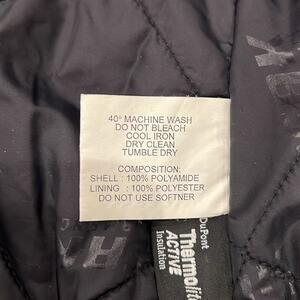 40° MACHINE WASH
DO NOT BLEACH
COOL IRON
DRY CLEAN
TUMBLE DRY
COMPOSITION:
SHELL : 100% POLYAMIDE
LINING : 100% POLYESTER
DO NOT USE SOFTNER
DuPont
Thermolit
ACTIVE
Insulation